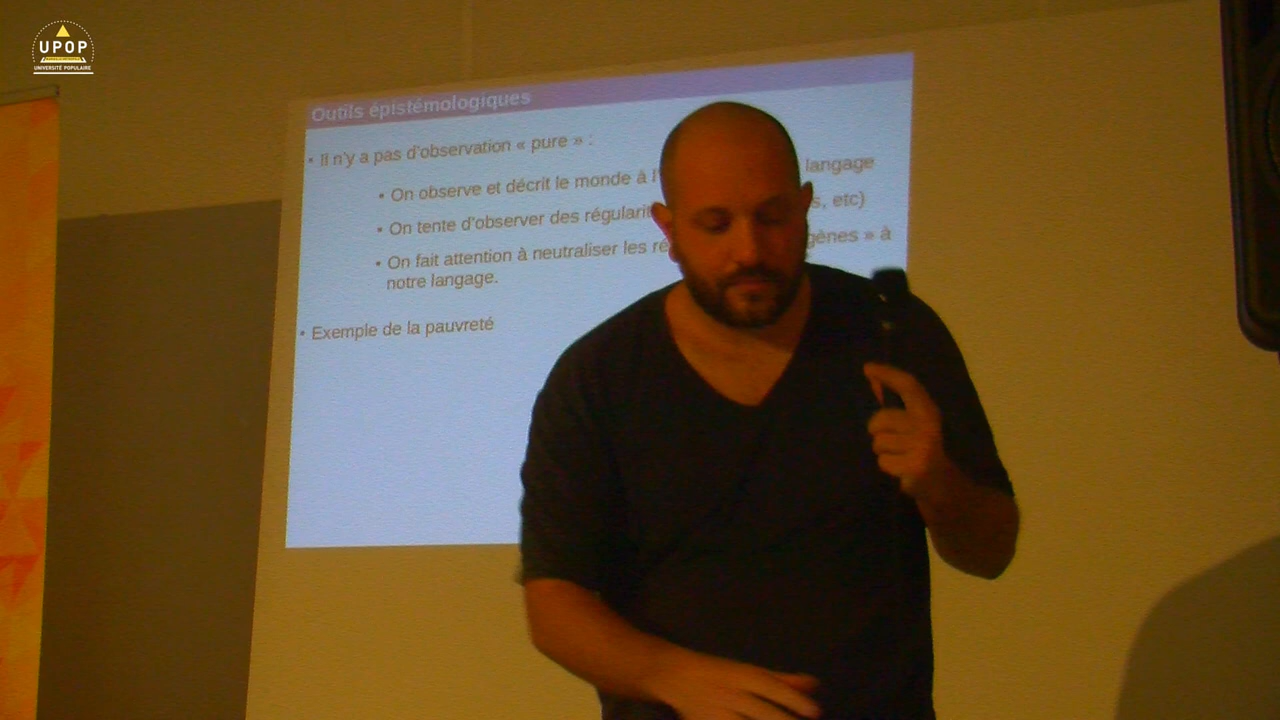 UPOP
UNIVERSITÉ POPULAIRE
Outils épistémologiques
• Il n'y a pas d'observation « pure » :
• On observe et décrit le monde à l' langage
• On tente d'observer des régularit s, etc)
• On fait attention à neutraliser les ré gènes » à
notre langage.
• Exemple de la pauvreté